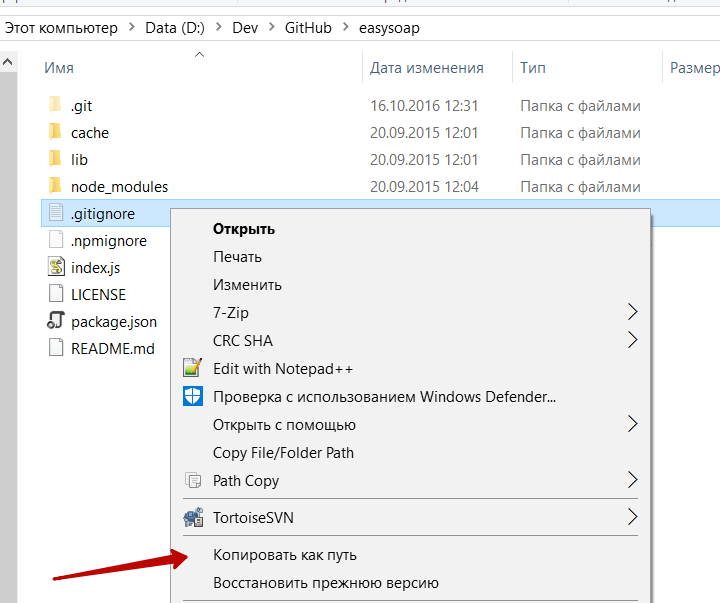 Этот компьютер > Data (D:) > Dev > GitHub > easysoap
Имя Дата изменения Тип Размер
.git 16.10.2016 12:31 Папка с файлами
cache 20.09.2015 12:01 Папка с файлами
lib 20.09.2015 12:01 Папка с файлами
node_modules 20.09.2015 12:04 Папка с файлами
.gitignore
.npmignore
index.js
LICENSE
package.json
README.md
Открыть
Печать
Изменить
7-Zip
CRC SHA
Edit with Notepad++
Проверка с использованием Windows Defender...
Открыть с помощью
Copy File/Folder Path
Path Copy
TortoiseSVN
Копировать как путь
Восстановить прежнюю версию